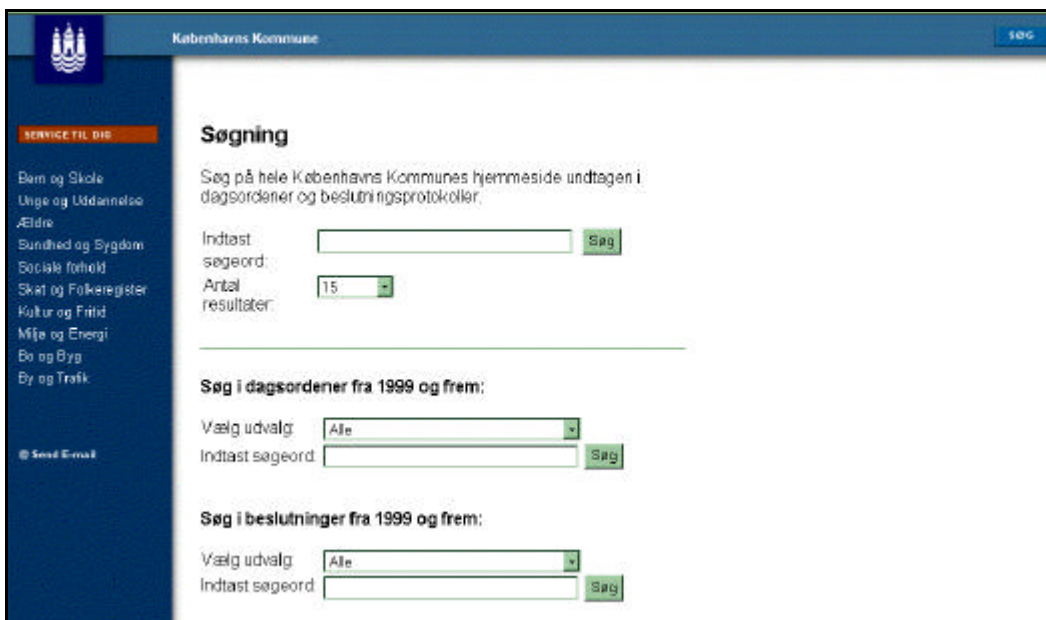 Københavns Kommune
SØG
SERVICE TIL DIG
Børn og Skole
Unge og Uddannelse
Ældre
Sundhed og Sygdom
Sociale forhold
Skat og Folkeregister
Kultur og Fritid
Miljø og Energi
Bo og Byg
By og Trafik
@ Send E-mail
Søgning
Søg på hele Københavns Kommunes hjemmeside undtagen i
dagsordener og beslutningsprotokoller.
Indtast
søgeord:
Søg
Antal
resultater:
15
Søg i dagsordener fra 1999 og frem:
Vælg udvalg: Alle
Indtast søgeord: Søg
Søg i beslutninger fra 1999 og frem:
Vælg udvalg: Alle
Indtast søgeord: Søg